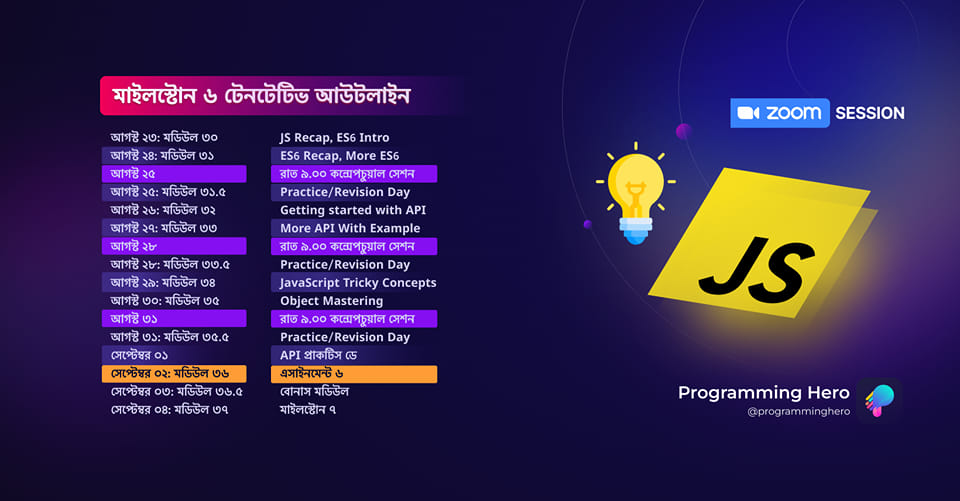 মাইলস্টোন ৬ টেনটেটিভ আউটলাইন
আগস্ট ২৩: মডিউল ৩০ JS Recap, ES6 Intro
আগস্ট ২৪: মডিউল ৩১ ES6 Recap, More ES6
আগস্ট ২৫ রাত ৯.০০ কন্সেপচুয়াল সেশন
আগস্ট ২৫: মডিউল ৩১.৫ Practice/Revision Day
আগস্ট ২৬: মডিউল ৩২ Getting started with API
আগস্ট ২৭: মডিউল ৩৩ More API With Example
আগস্ট ২৮ রাত ৯.০০ কন্সেপচুয়াল সেশন
আগস্ট ২৮: মডিউল ৩৩.৫ Practice/Revision Day
আগস্ট ২৯: মডিউল ৩৪ JavaScript Tricky Concepts
আগস্ট ৩০: মডিউল ৩৫ Object Mastering
আগস্ট ৩১ রাত ৯.০০ কন্সেপচুয়াল সেশন
আগস্ট ৩১: মডিউল ৩৫.৫ Practice/Revision Day
সেপ্টেম্বর ০১ API প্রাকটিস ডে
সেপ্টেম্বর ০২: মডিউল ৩৬ এসাইনমেন্ট ৬
সেপ্টেম্বর ০৩: মডিউল ৩৬.৫ বোনাস মডিউল
সেপ্টেম্বর ০৪: মডিউল ৩৭ মাইলস্টোন ৭
zoom SESSION
JS
Programming Hero
@programminghero